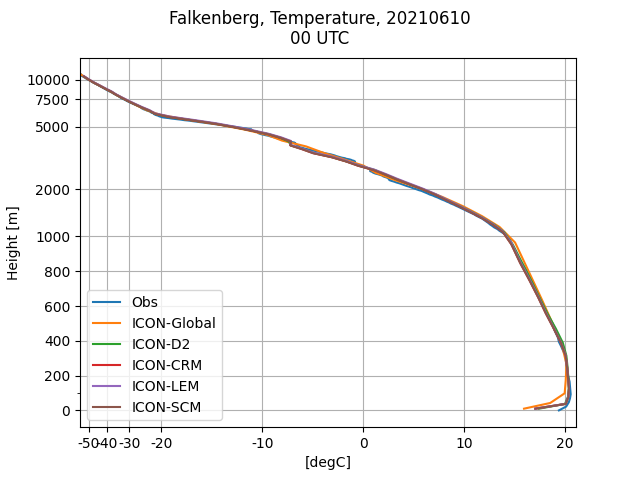 Falkenberg, Temperature, 20210610
00 UTC
10000
7500
5000
2000
1000
800
600
400
200
0
Height [m]
Obs
ICON-Global
ICON-D2
ICON-CRM
ICON-LEM
ICON-SCM
-50 -40 -30 -20 -10 0 10 20
[degC]